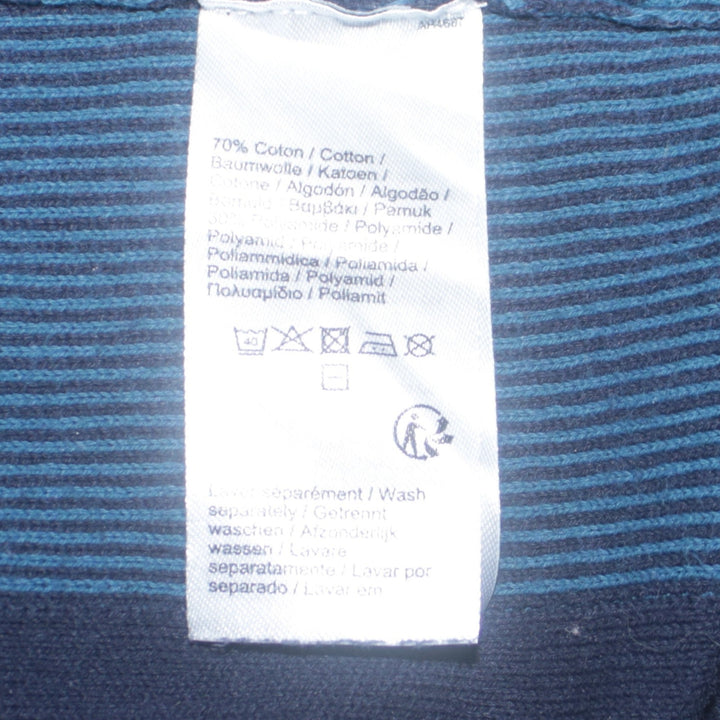 70% Coton / Cotton /
Baumwolle / Katoen /
Cotone / Algodón / Algodão /
Βαμβάκι / Pamuk
30% Polyamide / Polyamide /
Polyamid / Polyamide /
Poliammidica / Poliamida /
Poliamida / Polyamid /
Πολυαμίδιο / Poliamit
40
Laver séparément / Wash
separately / Getrennt
waschen / Afzonderlijk
wassen / Lavare
separatamente / Lavar por
separado / Lavar em